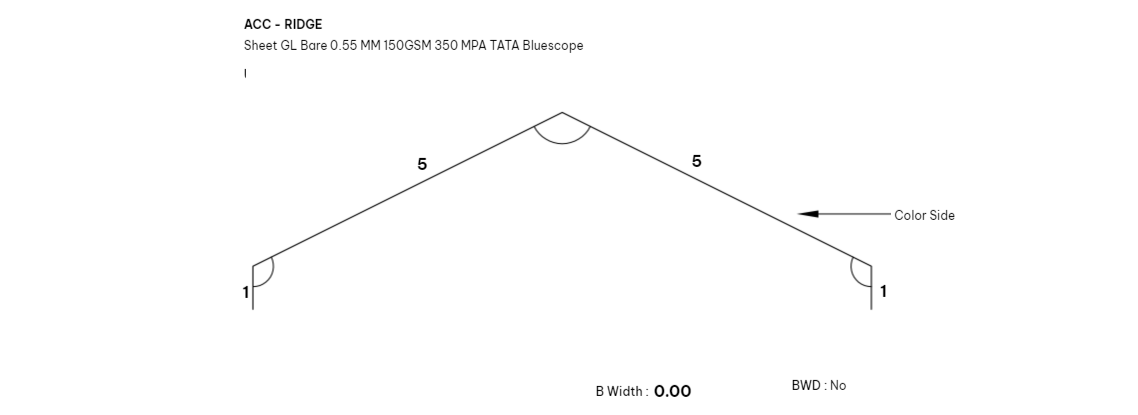 ACC - RIDGE
Sheet GL Bare 0.55 MM 150GSM 350 MPA TATA Bluescope
I
5
5
Color Side
1
1
B Width : 0.00
BWD : No